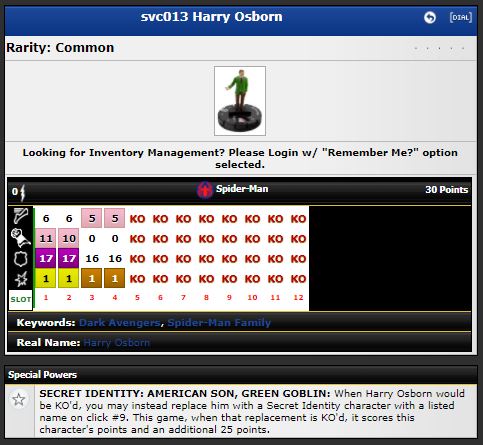 svc013 Harry Osborn
[DIAL]
Rarity: Common
Looking for Inventory Management? Please Login w/ "Remember Me?" option
selected.
0 Spider-Man 30 Points
6 6 5 5 KO KO KO KO KO KO KO KO
11 10 0 0 KO KO KO KO KO KO KO KO
17 17 16 16 KO KO KO KO KO KO KO KO
1 1 1 1 KO KO KO KO KO KO KO KO
SLOT 1 2 3 4 5 6 7 8 9 10 11 12
Keywords: Dark Avengers, Spider-Man Family
Real Name: Harry Osborn
Special Powers
SECRET IDENTITY: AMERICAN SON, GREEN GOBLIN: When Harry Osborn would
be KO'd, you may instead replace him with a Secret Identity character with a listed
name on click #9. This game, when that replacement is KO'd, it scores this
character's points and an additional 25 points.